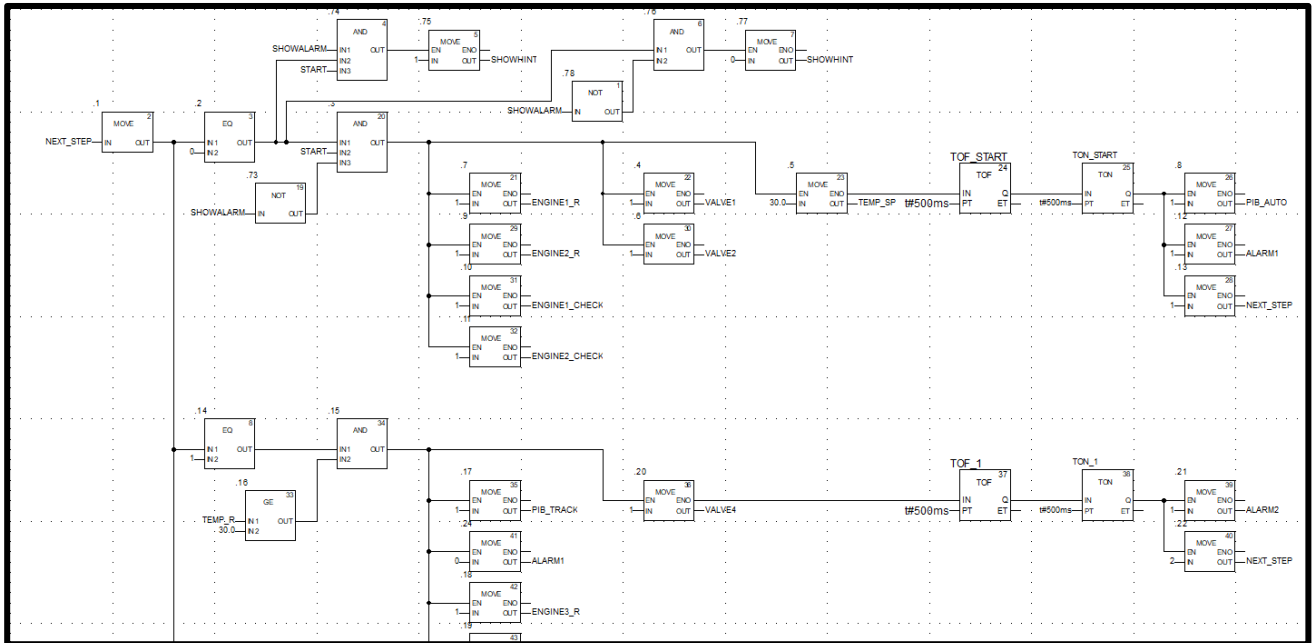 .74
AND 4
SHOWALARM IN1 OUT
IN2
START IN3
.75
MOVE 5
EN ENO
1 IN OUT SHOWHINT
.76
AND 6
IN1 OUT
IN2
.77
MOVE 7
EN ENO
0 IN OUT SHOWHINT
.78
NOT 1
SHOWALARM IN OUT
.1
MOVE 2
NEXT_STEP IN OUT
.2
EQ 3
IN1 OUT
0 IN2
.3
AND 20
IN1 OUT
START IN2
IN3
.73
NOT 19
SHOWALARM IN OUT
.7
MOVE 21
EN ENO
1 IN OUT ENGINE1_R
.9
MOVE 29
EN ENO
1 IN OUT ENGINE2_R
.10
MOVE 31
EN ENO
1 IN OUT ENGINE1_CHECK
.11
MOVE 32
EN ENO
1 IN OUT ENGINE2_CHECK
.4
MOVE 22
EN ENO
1 IN OUT VALVE1
.6
MOVE 30
EN ENO
1 IN OUT VALVE2
.5
MOVE 23
EN ENO
30.0 IN OUT TEMP_SP
TOF_START
TOF 24
IN Q
t#500ms PT ET
TON_START
TON 25
IN Q
t#500ms PT ET
.8
MOVE 26
EN ENO
1 IN OUT PIB_AUTO
.12
MOVE 27
EN ENO
1 IN OUT ALARM1
.13
MOVE 28
EN ENO
1 IN OUT NEXT_STEP
.14
EQ 8
IN1 OUT
1 IN2
.15
AND 34
IN1 OUT
IN2
.16
GE 33
TEMP_R IN1 OUT
30.0 IN2
.17
MOVE 35
EN ENO
1 IN OUT PIB_TRACK
.24
MOVE 41
EN ENO
0 IN OUT ALARM1
.18
MOVE 42
EN ENO
1 IN OUT ENGINE3_R
.19
43
.20
MOVE 36
EN ENO
1 IN OUT VALVE4
TOF_1
TOF 37
IN Q
t#500ms PT ET
TON_1
TON 38
IN Q
t#500ms PT ET
.21
MOVE 39
EN ENO
1 IN OUT ALARM2
.22
MOVE 40
EN ENO
2 IN OUT NEXT_STEP